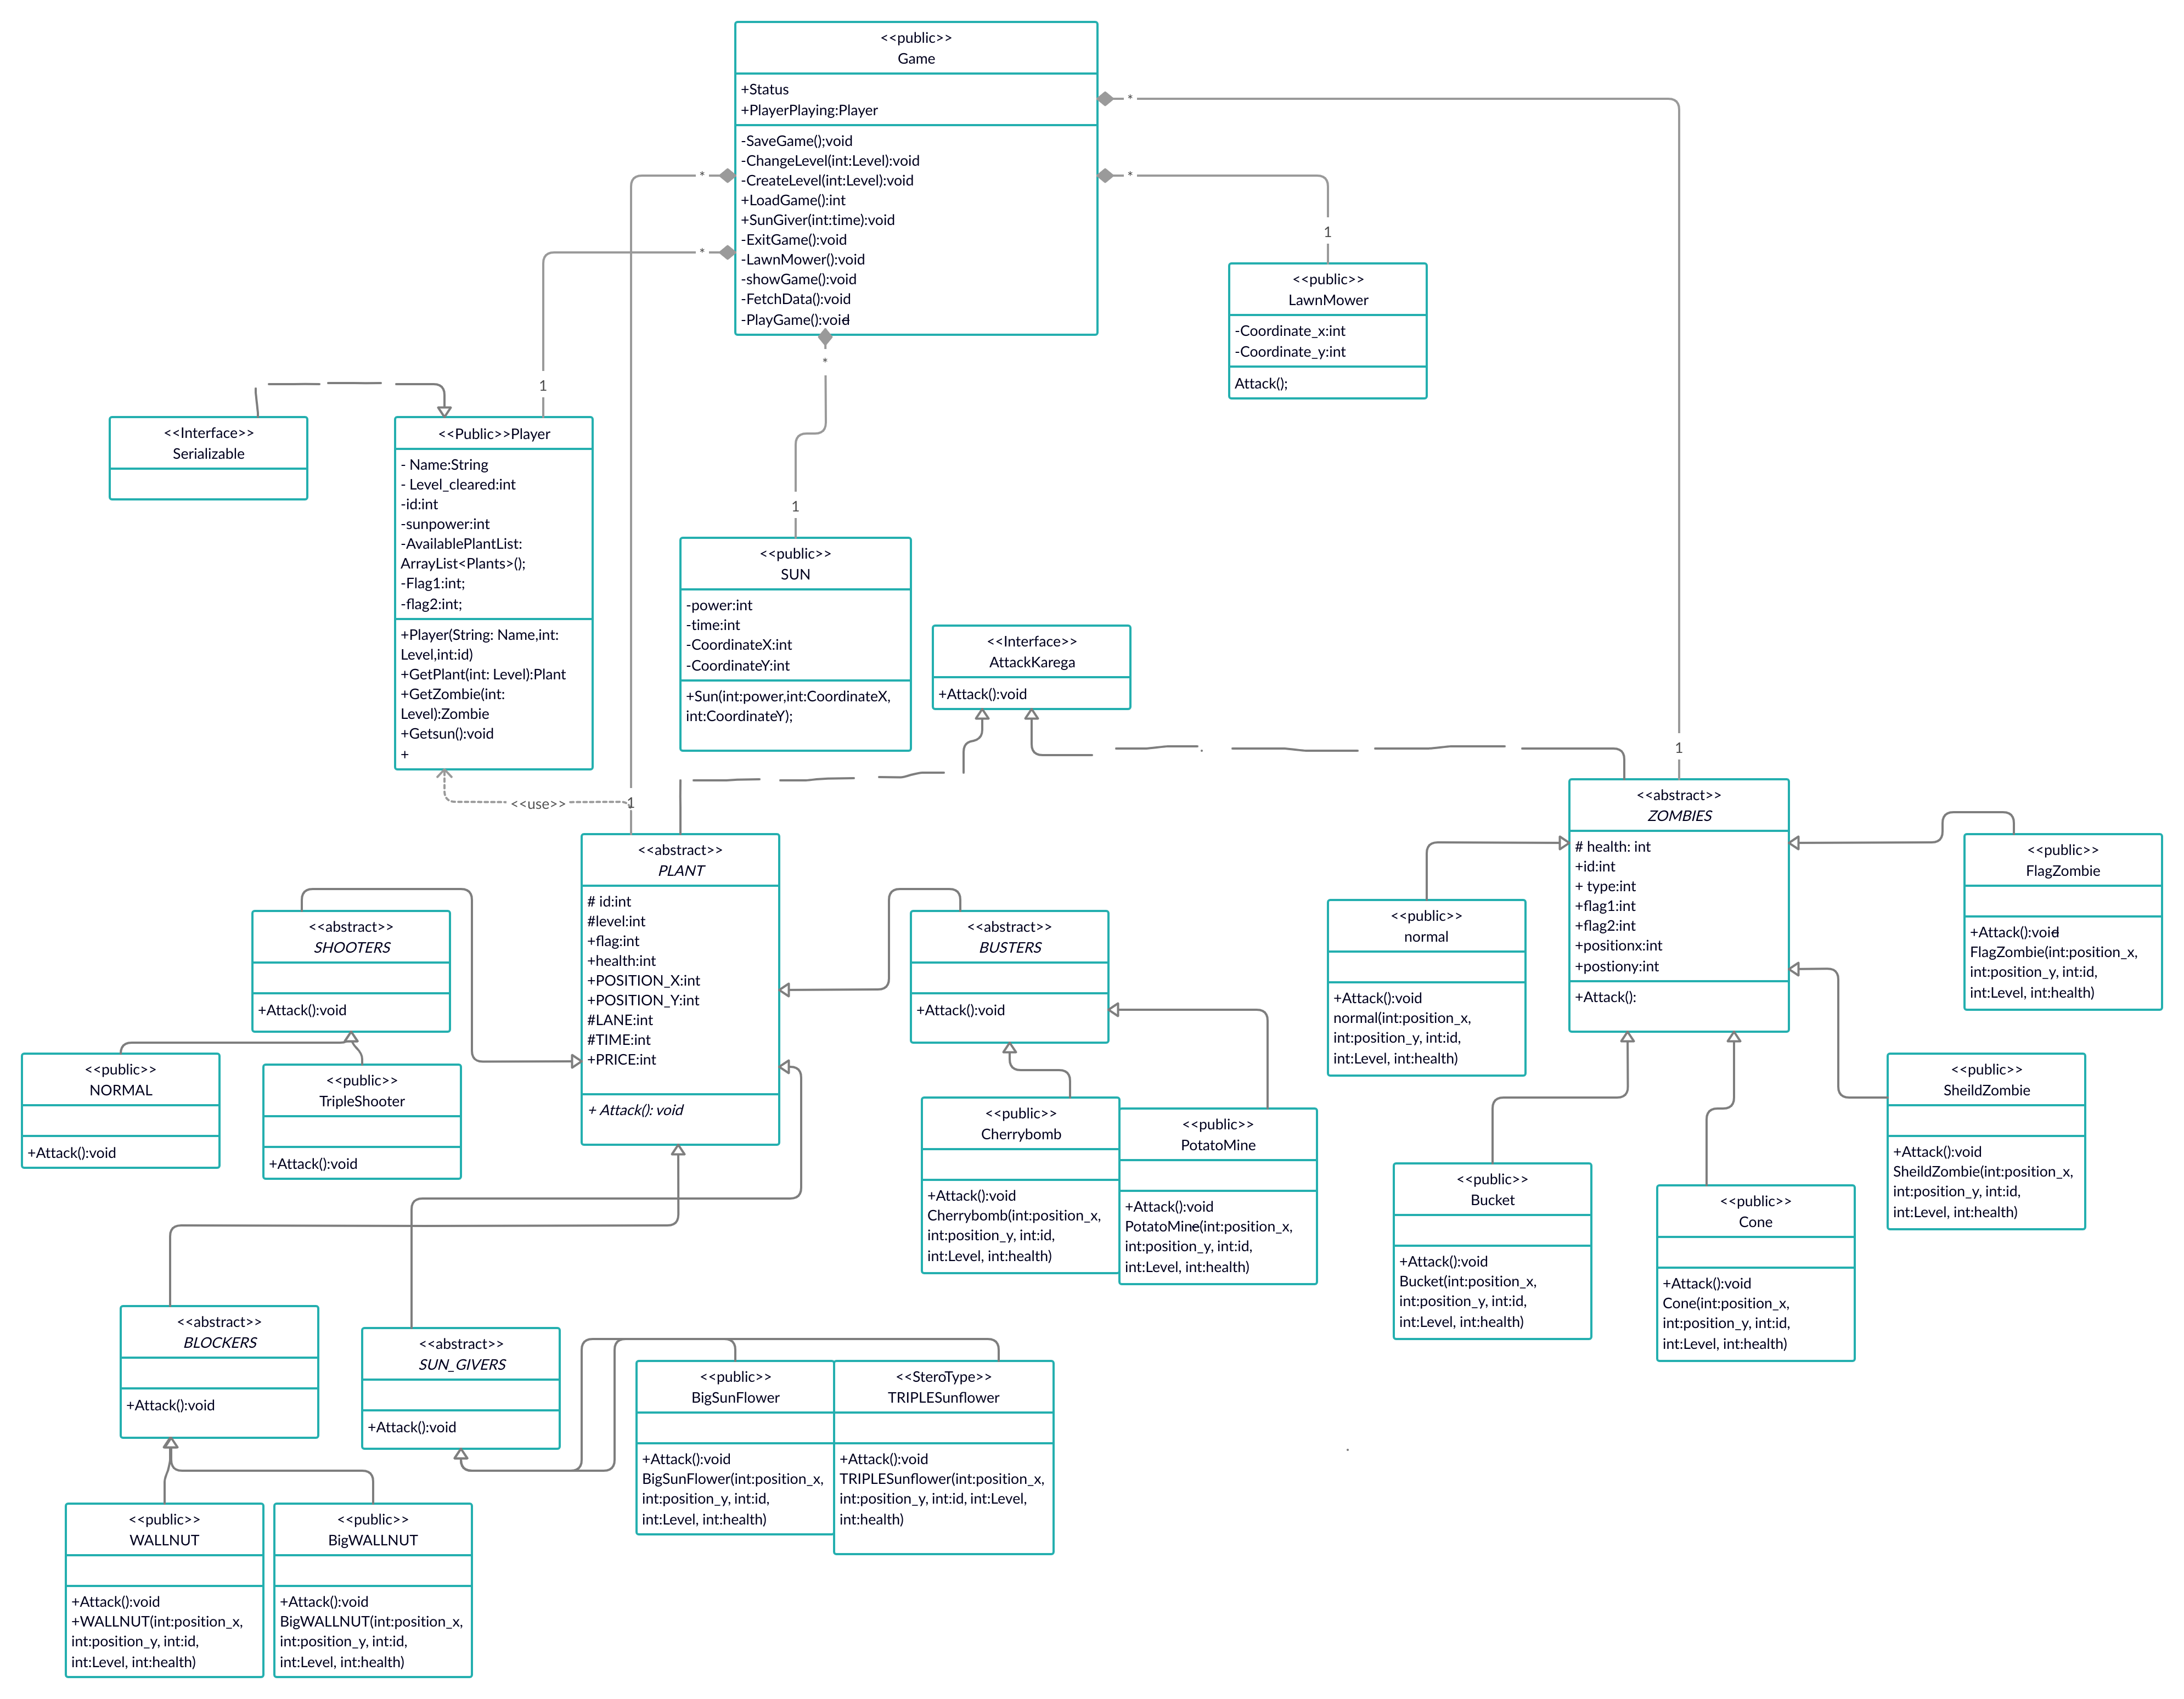 <<public>>
Game
+Status
+PlayerPlaying:Player
-SaveGame();void
-ChangeLevel(int:Level):void
-CreateLevel(int:Level):void
+LoadGame():int
+SunGiver(int:time):void
-ExitGame():void
-LawnMower():void
-showGame():void
-FetchData():void
-PlayGame():void
*
*
*
*
*
1
1
1
1
1
<<public>>
LawnMower
-Coordinate_x:int
-Coordinate_y:int
Attack();
<<Interface>>
Serializable
<<Public>>Player
- Name:String
- Level_cleared:int
-id:int
-sunpower:int
-AvailablePlantList:
ArrayList<Plants>();
-Flag1:int;
-flag2:int;
+Player(String: Name,int:
Level,int:id)
+GetPlant(int: Level):Plant
+GetZombie(int:
Level):Zombie
+Getsun():void
+
<<use>>
<<public>>
SUN
-power:int
-time:int
-CoordinateX:int
-CoordinateY:int
+Sun(int:power,int:CoordinateX,
int:CoordinateY);
<<Interface>>
AttackKarega
+Attack():void
<<abstract>>
PLANT
# id:int
#level:int
+flag:int
+health:int
+POSITION_X:int
+POSITION_Y:int
#LANE:int
#TIME:int
+PRICE:int
+ Attack(): void
<<abstract>>
ZOMBIES
# health: int
+id:int
+ type:int
+flag1:int
+flag2:int
+positionx:int
+postiony:int
+Attack():
<<public>>
FlagZombie
+Attack():void
FlagZombie(int:position_x,
int:position_y, int:id,
int:Level, int:health)
<<public>>
normal
+Attack():void
normal(int:position_x,
int:position_y, int:id,
int:Level, int:health)
<<abstract>>
SHOOTERS
+Attack():void
<<abstract>>
BUSTERS
+Attack():void
<<public>>
NORMAL
+Attack():void
<<public>>
TripleShooter
+Attack():void
<<public>>
Cherrybomb
+Attack():void
Cherrybomb(int:position_x,
int:position_y, int:id,
int:Level, int:health)
<<public>>
PotatoMine
+Attack():void
PotatoMine(int:position_x,
int:position_y, int:id,
int:Level, int:health)
<<public>>
Bucket
+Attack():void
Bucket(int:position_x,
int:position_y, int:id,
int:Level, int:health)
<<public>>
Cone
+Attack():void
Cone(int:position_x,
int:position_y, int:id,
int:Level, int:health)
<<public>>
SheildZombie
+Attack():void
SheildZombie(int:position_x,
int:position_y, int:id,
int:Level, int:health)
<<abstract>>
BLOCKERS
+Attack():void
<<abstract>>
SUN_GIVERS
+Attack():void
<<public>>
BigSunFlower
+Attack():void
BigSunFlower(int:position_x,
int:position_y, int:id,
int:Level, int:health)
<<SteroType>>
TRIPLESunflower
+Attack():void
TRIPLESunflower(int:position_x,
int:position_y, int:id, int:Level,
int:health)
<<public>>
WALLNUT
+Attack():void
+WALLNUT(int:position_x,
int:position_y, int:id,
int:Level, int:health)
<<public>>
BigWALLNUT
+Attack():void
BigWALLNUT(int:position_x,
int:position_y, int:id,
int:Level, int:health)